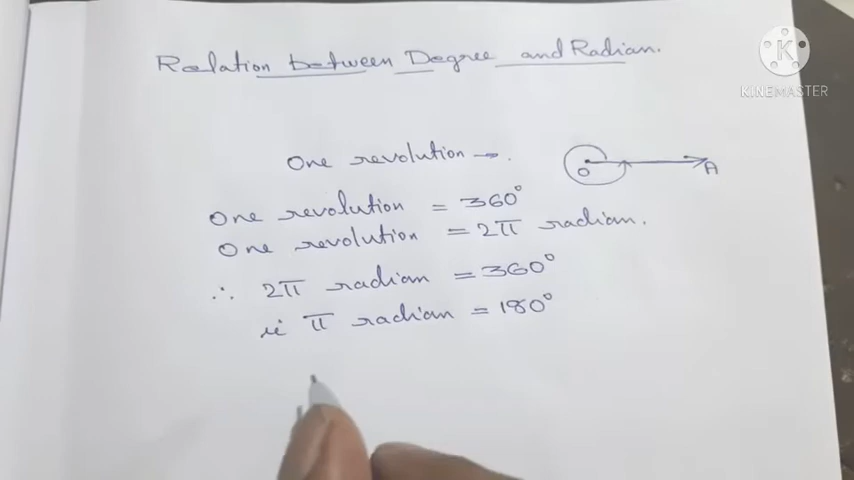 Relation between Degree and Radian.
K
KINEMASTER
One revolution →.
O
A
One revolution = 360°
One revolution = 2π radian.
∴ 2π radian = 360°
ie π radian = 180°